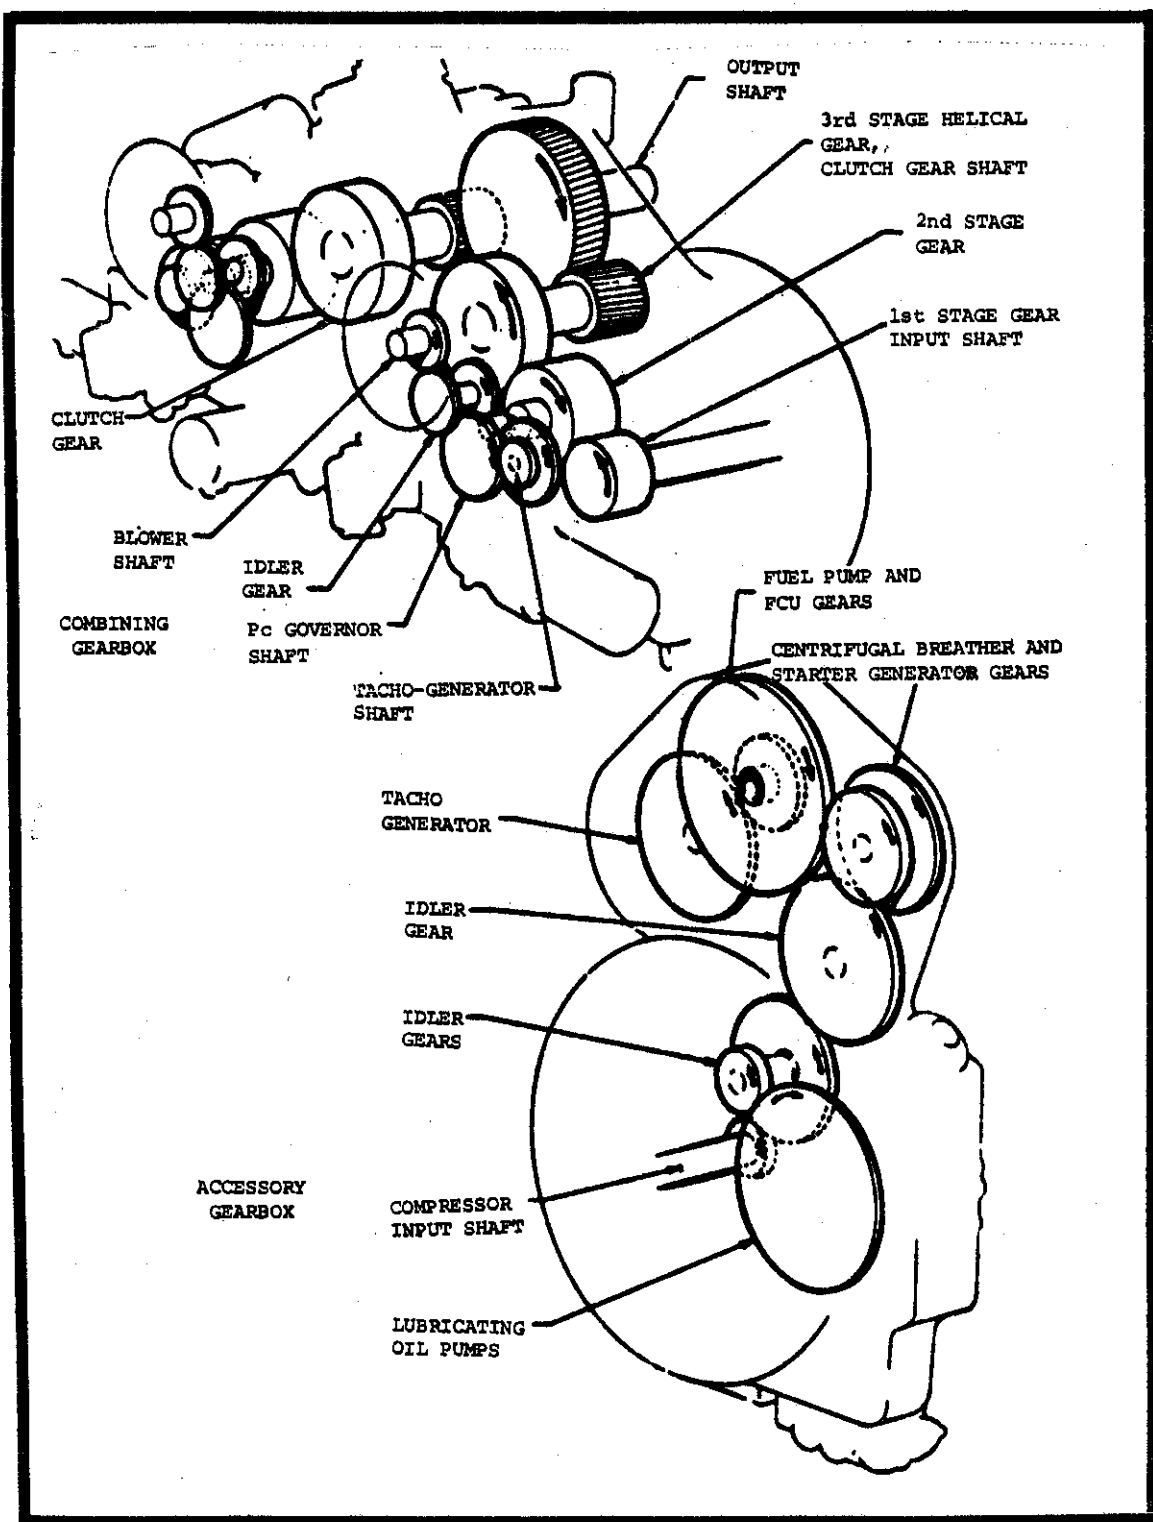 OUTPUT
SHAFT
3rd STAGE HELICAL
GEAR,
CLUTCH GEAR SHAFT
2nd STAGE
GEAR
1st STAGE GEAR
INPUT SHAFT
CLUTCH
GEAR
BLOWER
SHAFT
IDLER
GEAR
COMBINING
GEARBOX
Pc GOVERNOR
SHAFT
TACHO-GENERATOR
SHAFT
FUEL PUMP AND
FCU GEARS
CENTRIFUGAL BREATHER AND
STARTER GENERATOR GEARS
TACHO
GENERATOR
IDLER
GEAR
IDLER
GEARS
ACCESSORY
GEARBOX
COMPRESSOR
INPUT SHAFT
LUBRICATING
OIL PUMPS